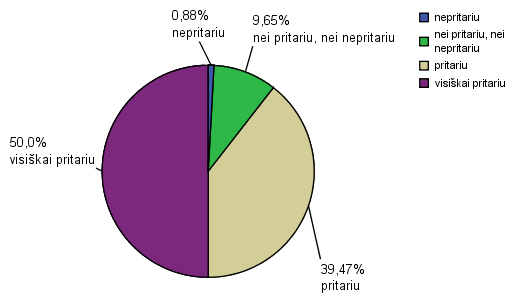 0,88%
nepritariu
9,65%
nei pritariu, nei nepritariu
50,0%
visiškai pritariu
39,47%
pritariu
nepritariu
nei pritariu, nei
nepritariu
pritariu
visiškai pritariu